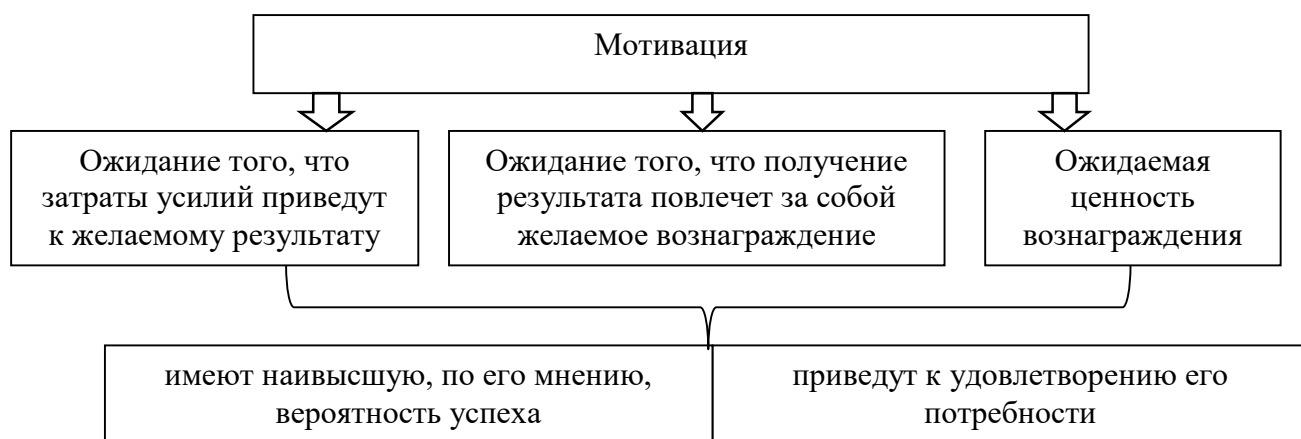 Мотивация
Ожидание того, что
затраты усилий приведут
к желаемому результату
Ожидание того, что получение
результата повлечет за собой
желаемое вознаграждение
Ожидаемая
ценность
вознаграждения
имеют наивысшую, по его мнению,
вероятность успеха
приведут к удовлетворению его
потребности